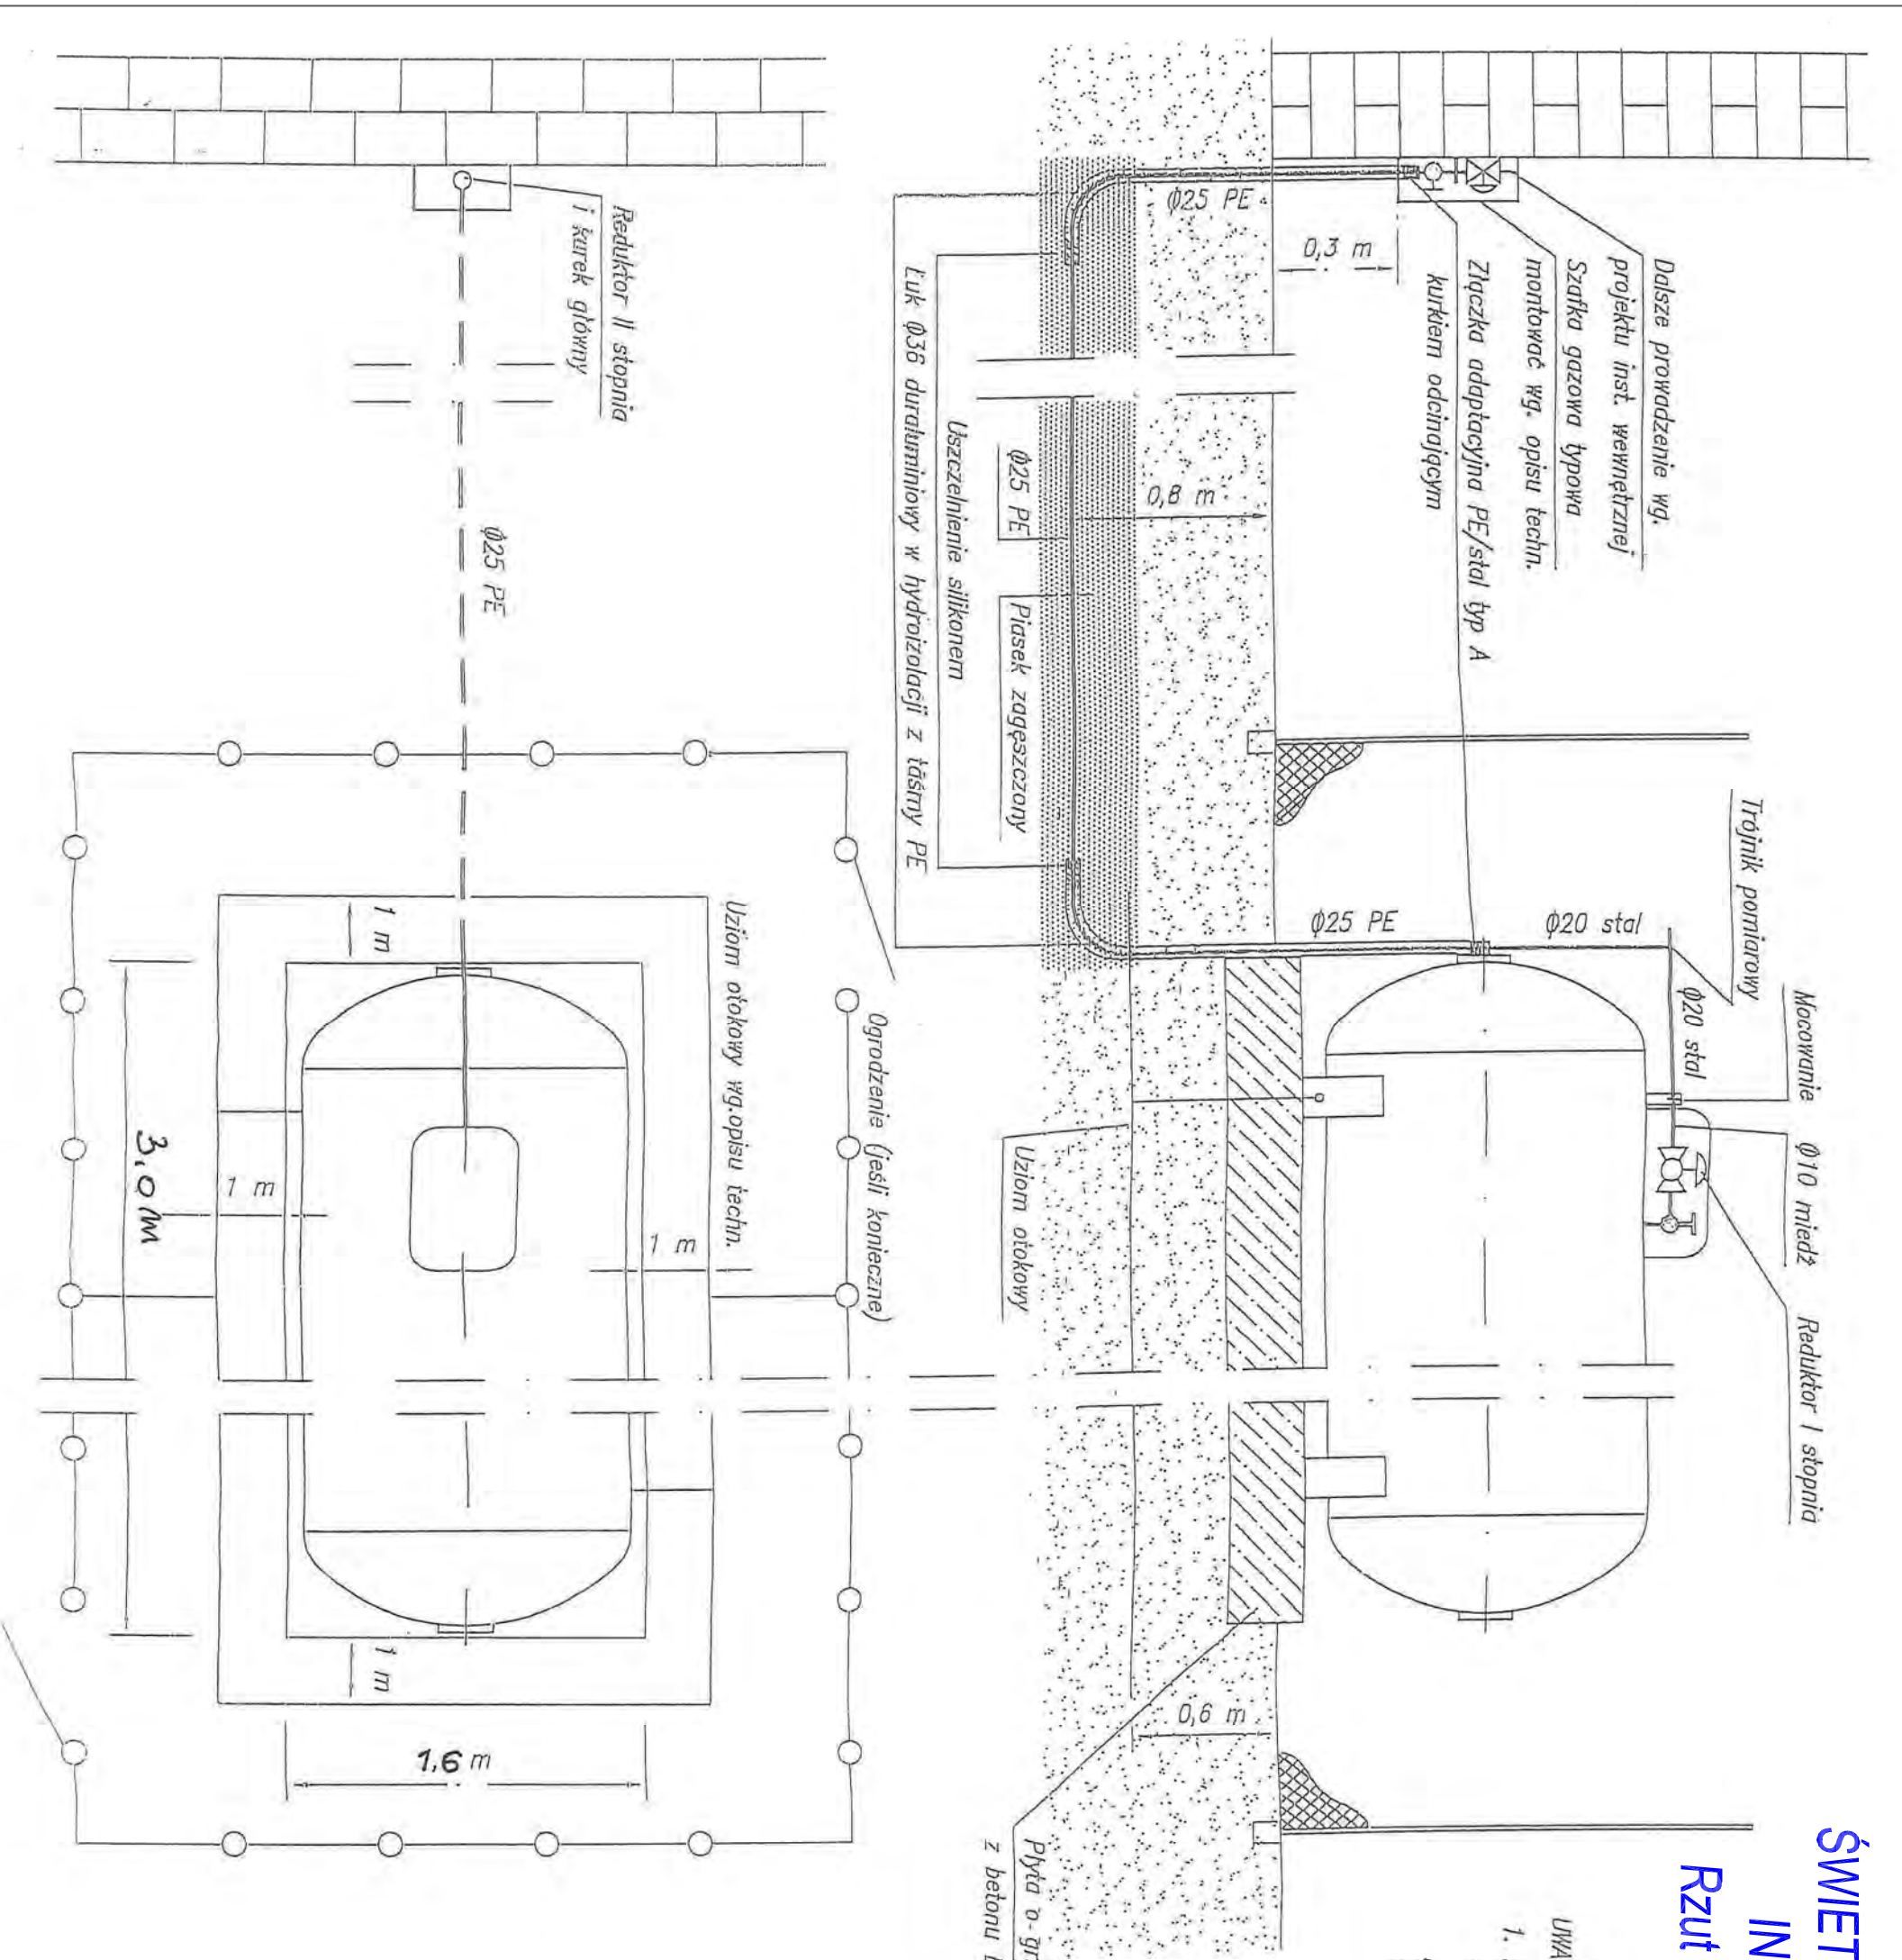 ŚWIET
IN
Rzut
UWA
1.
Dalsze prowadzenie wg.
projektu inst. wewnętrznej
Szafka gazowa typowa
montować wg. opisu techn.
Złączka adaptacyjna PE/stal typ A
kurkiem odcinającym
Trójnik pomiarowy
Mocowanie
ϕ10 miedź
Reduktor I stopnia
ϕ20 stal
ϕ20 stal
ϕ25 PE
ϕ25 PE
0,3 m
0,8 m
ϕ25 PE
Piasek zagęszczony
Uszczelnienie silikonem
Łuk ϕ36 duraluminiowy w hydroizolacji z taśmy PE
Uziom otokowy
0,6 m
Płyta o gr
z betonu
Reduktor II stopnia
i kurek główny
ϕ25 PE
Ogrodzenie (jeśli konieczne)
Uziom otokowy wg.opisu techn.
1 m
1 m
1 m
1 m
3,0 m
1,6 m